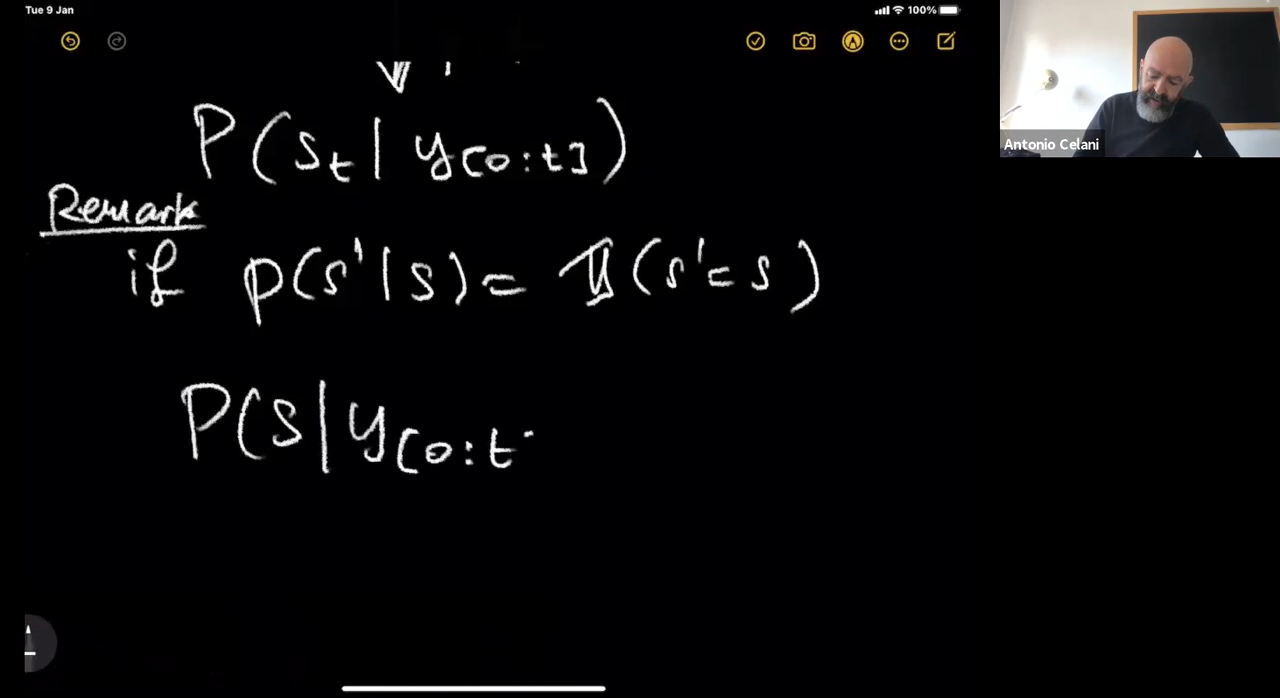 Tue 9 Jan
100%
P(s_t | y_[0:t])
Remark
if p(s'|s) = 𝟙(s'=s)
P(s|y_[0:t
Antonio Celani